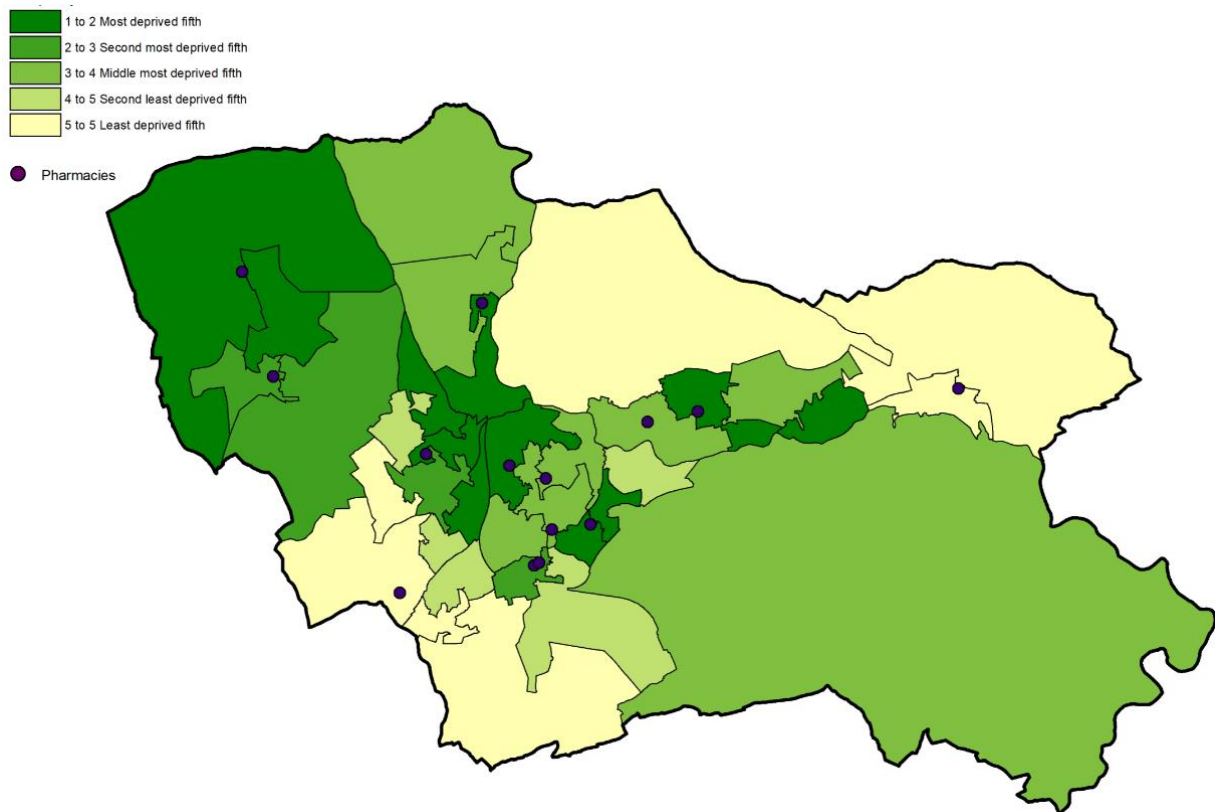 1 to 2 Most deprived fifth
2 to 3 Second most deprived fifth
3 to 4 Middle most deprived fifth
4 to 5 Second least deprived fifth
5 to 5 Least deprived fifth
Pharmacies